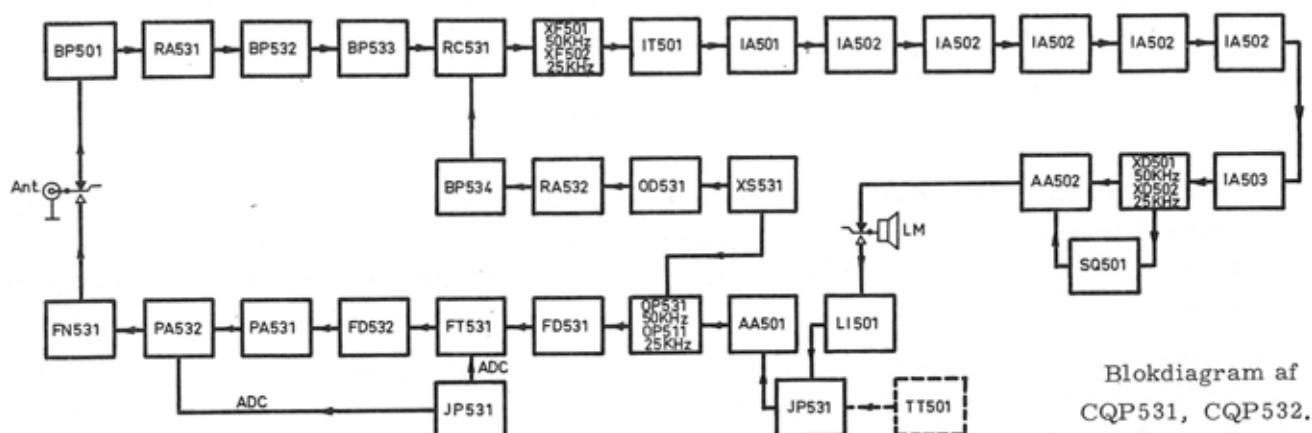 BP501
RA531
BP532
BP533
RC531
XF501
50KHz
XF502
25KHz
IT501
IA501
IA502
IA502
IA502
IA502
IA502
Ant.
BP534
RA532
OD531
XS531
AA502
XD501
50KHz
XD502
25KHz
IA503
LM
SQ501
FN531
PA532
PA531
FD532
FT531
FD531
OP531
50KHz
OP511
25KHz
AA501
LI501
ADC
ADC
JP531
JP531
TT501
Blokdiagram af
CQP531, CQP532.